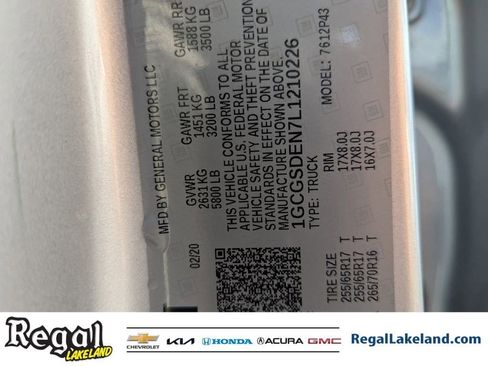 MFD BY GENERAL MOTORS LLC
02/20 GVWR GAWR FRT GAWR RR
2631 KG 1451 KG 1588 KG
5800 LB 3200 LB 3500 LB
THIS VEHICLE CONFORMS TO ALL
APPLICABLE U.S. FEDERAL MOTOR
VEHICLE SAFETY AND THEFT PREVENTION
STANDARDS IN EFFECT ON THE DATE OF
MANUFACTURE SHOWN ABOVE.
1GCGSDEN7L1210226
TYPE: TRUCK MODEL: 7612P43
TIRE SIZE RIM
255/65R17 T 17X8.0J
255/65R17 T 17X8.0J
265/70R16 T 16X7.0J
Regal
LAKELAND
CHEVROLET KIA HONDA ACURA GMC
RegalLakeland.com